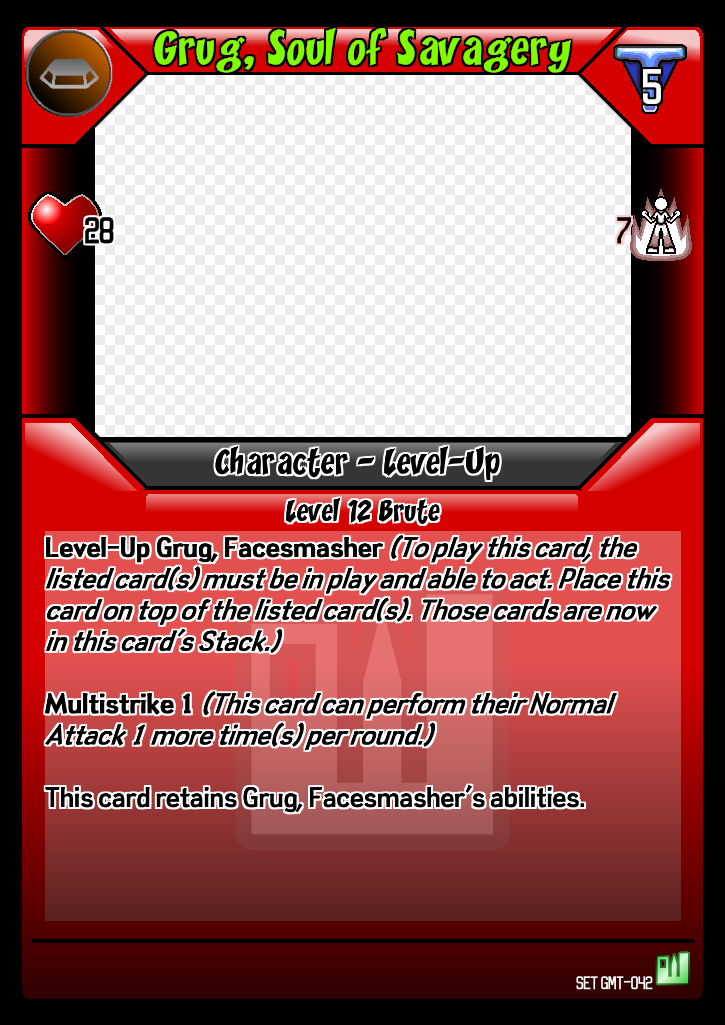 Grug, Soul of Savagery
5
28
7
Character - Level-Up
Level 12 Brute
Level-Up Grug, Facesmasher (To play this card, the
listed card(s) must be in play and able to act. Place this
card on top of the listed card(s). Those cards are now
in this card's Stack.)
Multistrike 1 (This card can perform their Normal
Attack 1 more time(s) per round.)
This card retains Grug, Facesmasher's abilities.
SET GMT-042